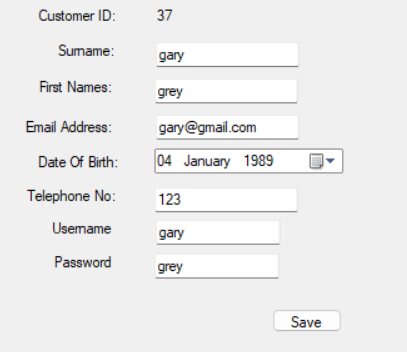 Customer ID: 37
Surname: gary
First Names: grey
Email Address: gary@gmail.com
Date Of Birth: 04 January 1989
Telephone No: 123
Username gary
Password grey
Save